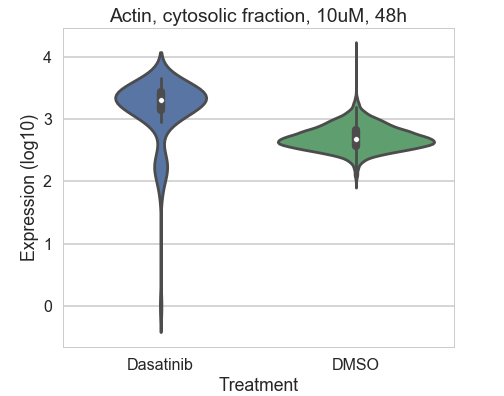 Actin, cytosolic fraction, 10uM, 48h
Expression (log10)
4
3
2
1
0
Dasatinib
DMSO
Treatment